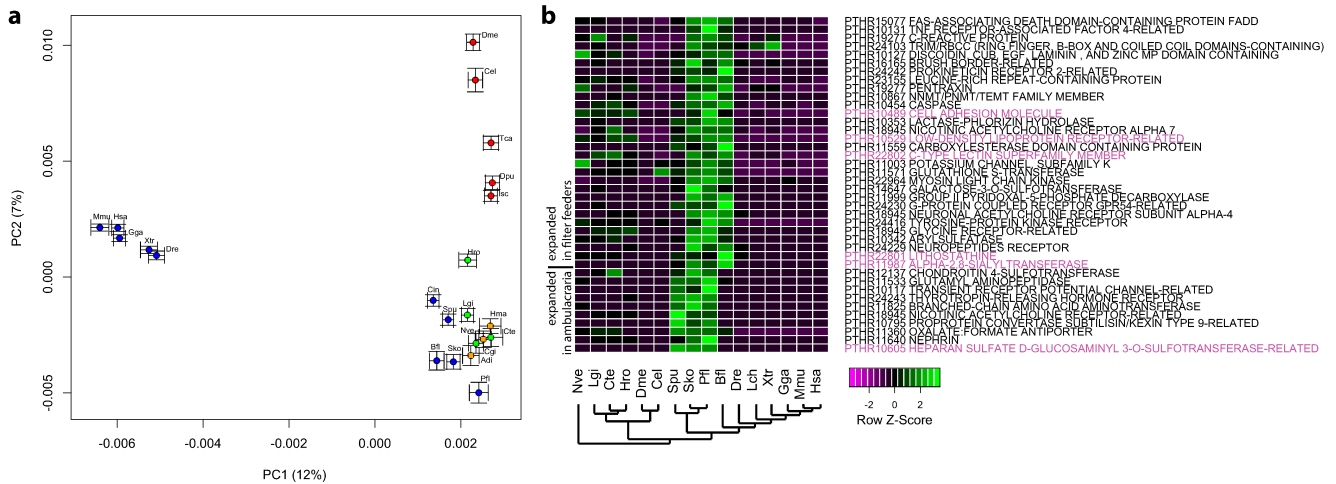 a
b
0.010
0.005
0.000
-0.005
PC2 (7%)
Dme
Cel
Tca
Dpu
Isc
Mmu
Hsa
Gga
Xtr
Dre
Hro
Cin
Spu
Lgi
Hma
Nve
Cte
Cgi
Adi
Bfl
Sko
Pfl
-0.006
-0.004
-0.002
0.000
0.002
PC1 (12%)
PTHR15077 FAS-ASSOCIATING DEATH DOMAIN-CONTAINING PROTEIN FADD
PTHR10131 TNF RECEPTOR-ASSOCIATED FACTOR 4-RELATED
PTHR19277 C-REACTIVE PROTEIN
PTHR24103 TRIM/RBCC (RING FINGER, B-BOX AND COILED COIL DOMAINS-CONTAINING)
PTHR10127 DISCOIDIN, CUB, EGF, LAMININ , AND ZINC MP DOMAIN CONTAINING
PTHR16165 BRUSH BORDER-RELATED
PTHR24242 PROKINETICIN RECEPTOR 2-RELATED
PTHR23155 LEUCINE-RICH REPEAT-CONTAINING PROTEIN
PTHR19277 PENTRAXIN
PTHR10867 NNMT/PNMT/TEMT FAMILY MEMBER
PTHR10454 CASPASE
PTHR10489 CELL ADHESION MOLECULE
PTHR10353 LACTASE-PHLORIZIN HYDROLASE
PTHR18945 NICOTINIC ACETYLCHOLINE RECEPTOR ALPHA 7
PTHR10529 LOW-DENSITY LIPOPROTEIN RECEPTOR-RELATED
PTHR11559 CARBOXYLESTERASE DOMAIN CONTAINING PROTEIN
PTHR22802 C-TYPE LECTIN SUPERFAMILY MEMBER
PTHR11003 POTASSIUM CHANNEL, SUBFAMILY K
PTHR11571 GLUTATHIONE S-TRANSFERASE
PTHR22964 MYOSIN LIGHT CHAIN KINASE
PTHR14647 GALACTOSE-3-O-SULFOTRANSFERASE
PTHR11999 GROUP II PYRIDOXAL-5-PHOSPHATE DECARBOXYLASE
PTHR24230 G-PROTEIN COUPLED RECEPTOR GPR54-RELATED
PTHR18945 NEURONAL ACETYLCHOLINE RECEPTOR SUBUNIT ALPHA-4
PTHR24416 TYROSINE-PROTEIN KINASE RECEPTOR
PTHR18945 GLYCINE RECEPTOR-RELATED
PTHR10342 ARYLSULFATASE
PTHR24229 NEUROPEPTIDES RECEPTOR
PTHR22801 LITHOSTATHINE
PTHR11987 ALPHA-2,8-SIALYLTRANSFERASE
PTHR12137 CHONDROITIN 4-SULFOTRANSFERASE
PTHR11533 GLUTAMYL AMINOPEPTIDASE
PTHR10117 TRANSIENT RECEPTOR POTENTIAL CHANNEL-RELATED
PTHR24243 THYROTROPIN-RELEASING HORMONE RECEPTOR
PTHR11825 BRANCHED-CHAIN AMINO ACID AMINOTRANSFERASE
PTHR18945 NICOTINIC ACETYLCHOLINE RECEPTOR-RELATED
PTHR10795 PROPROTEIN CONVERTASE SUBTILISIN/KEXIN TYPE 9-RELATED
PTHR11360 OXALATE:FORMATE ANTIPORTER
PTHR11640 NEPHRIN
PTHR10605 HEPARAN SULFATE D-GLUCOSAMINYL 3-O-SULFOTRANSFERASE-RELATED
expanded
in filter feeders
expanded
in ambulacraria
Nve
Lgi
Cte
Hro
Dme
Cel
Spu
Sko
Pfl
Bfl
Dre
Lch
Xtr
Gga
Mmu
Hsa
-2
0
2
Row Z-Score